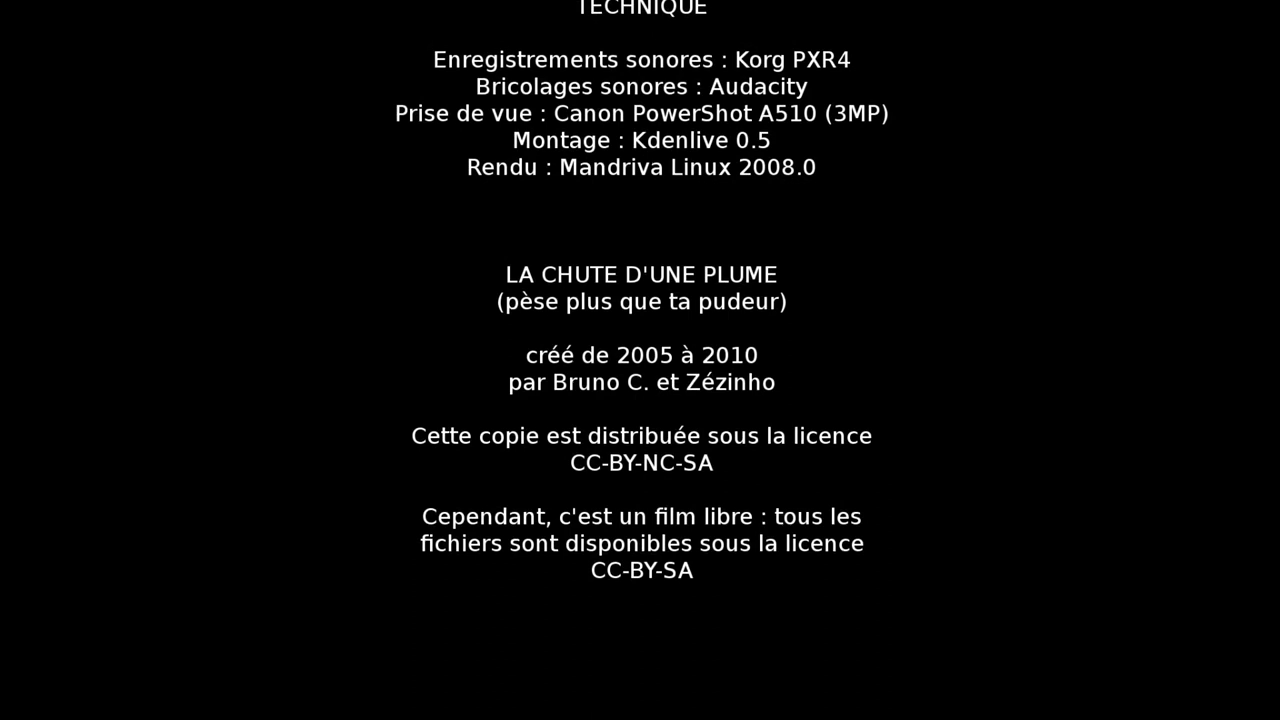 TECHNIQUE
Enregistrements sonores : Korg PXR4
Bricolages sonores : Audacity
Prise de vue : Canon PowerShot A510 (3MP)
Montage : Kdenlive 0.5
Rendu : Mandriva Linux 2008.0
LA CHUTE D'UNE PLUME
(pèse plus que ta pudeur)
créé de 2005 à 2010
par Bruno C. et Zézinho
Cette copie est distribuée sous la licence
CC-BY-NC-SA
Cependant, c'est un film libre : tous les
fichiers sont disponibles sous la licence
CC-BY-SA